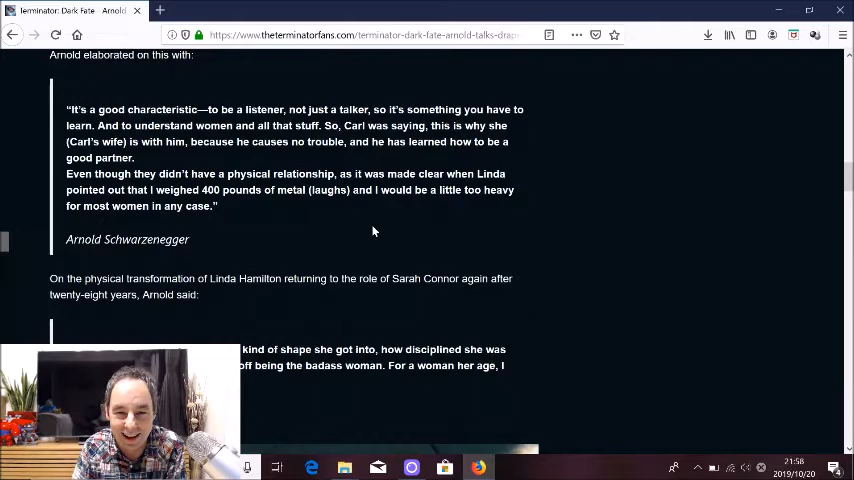 Terminator: Dark Fate - Arnold
https://www.theterminatorfans.com/terminator-dark-fate-arnold-talks-drape
Arnold elaborated on this with:
“It’s a good characteristic—to be a listener, not just a talker, so it’s something you have to
learn. And to understand women and all that stuff. So, Carl was saying, this is why she
(Carl’s wife) is with him, because he causes no trouble, and he has learned how to be a
good partner.
Even though they didn’t have a physical relationship, as it was made clear when Linda
pointed out that I weighed 400 pounds of metal (laughs) and I would be a little too heavy
for most women in any case.”
Arnold Schwarzenegger
On the physical transformation of Linda Hamilton returning to the role of Sarah Connor again after
twenty-eight years, Arnold said:
kind of shape she got into, how disciplined she was
off being the badass woman. For a woman her age, I
21:58
2019/10/20
4